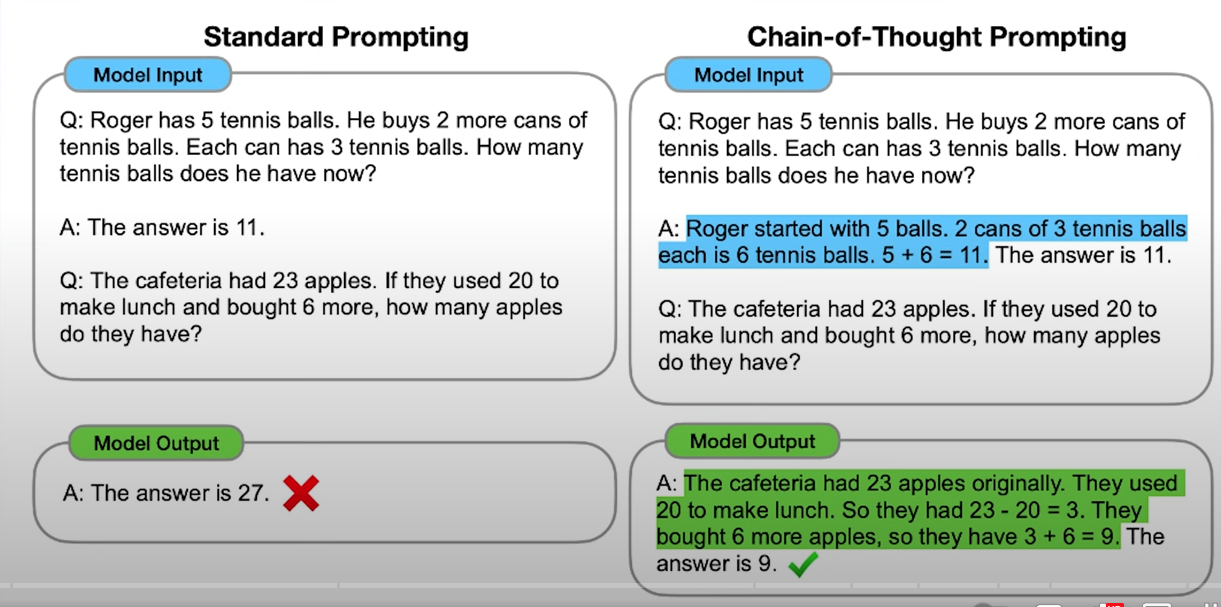 Standard Prompting
Model Input
Q: Roger has 5 tennis balls. He buys 2 more cans of
tennis balls. Each can has 3 tennis balls. How many
tennis balls does he have now?
A: The answer is 11.
Q: The cafeteria had 23 apples. If they used 20 to
make lunch and bought 6 more, how many apples
do they have?
Model Output
A: The answer is 27.
Chain-of-Thought Prompting
Model Input
Q: Roger has 5 tennis balls. He buys 2 more cans of
tennis balls. Each can has 3 tennis balls. How many
tennis balls does he have now?
A: Roger started with 5 balls. 2 cans of 3 tennis balls
each is 6 tennis balls. 5 + 6 = 11. The answer is 11.
Q: The cafeteria had 23 apples. If they used 20 to
make lunch and bought 6 more, how many apples
do they have?
Model Output
A: The cafeteria had 23 apples originally. They used
20 to make lunch. So they had 23 - 20 = 3. They
bought 6 more apples, so they have 3 + 6 = 9. The
answer is 9.